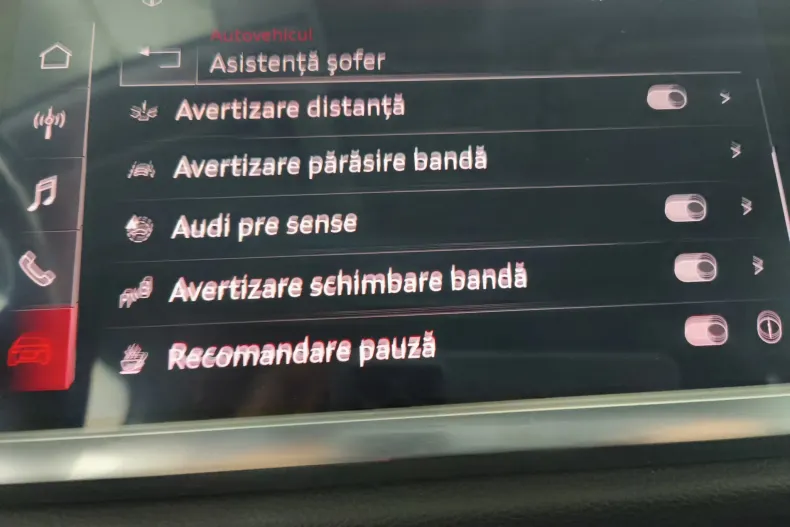 Autovehicul
Asistență șofer
Avertizare distanță
Avertizare părăsire bandă
Audi pre sense
Avertizare schimbare bandă
Recomandare pauză